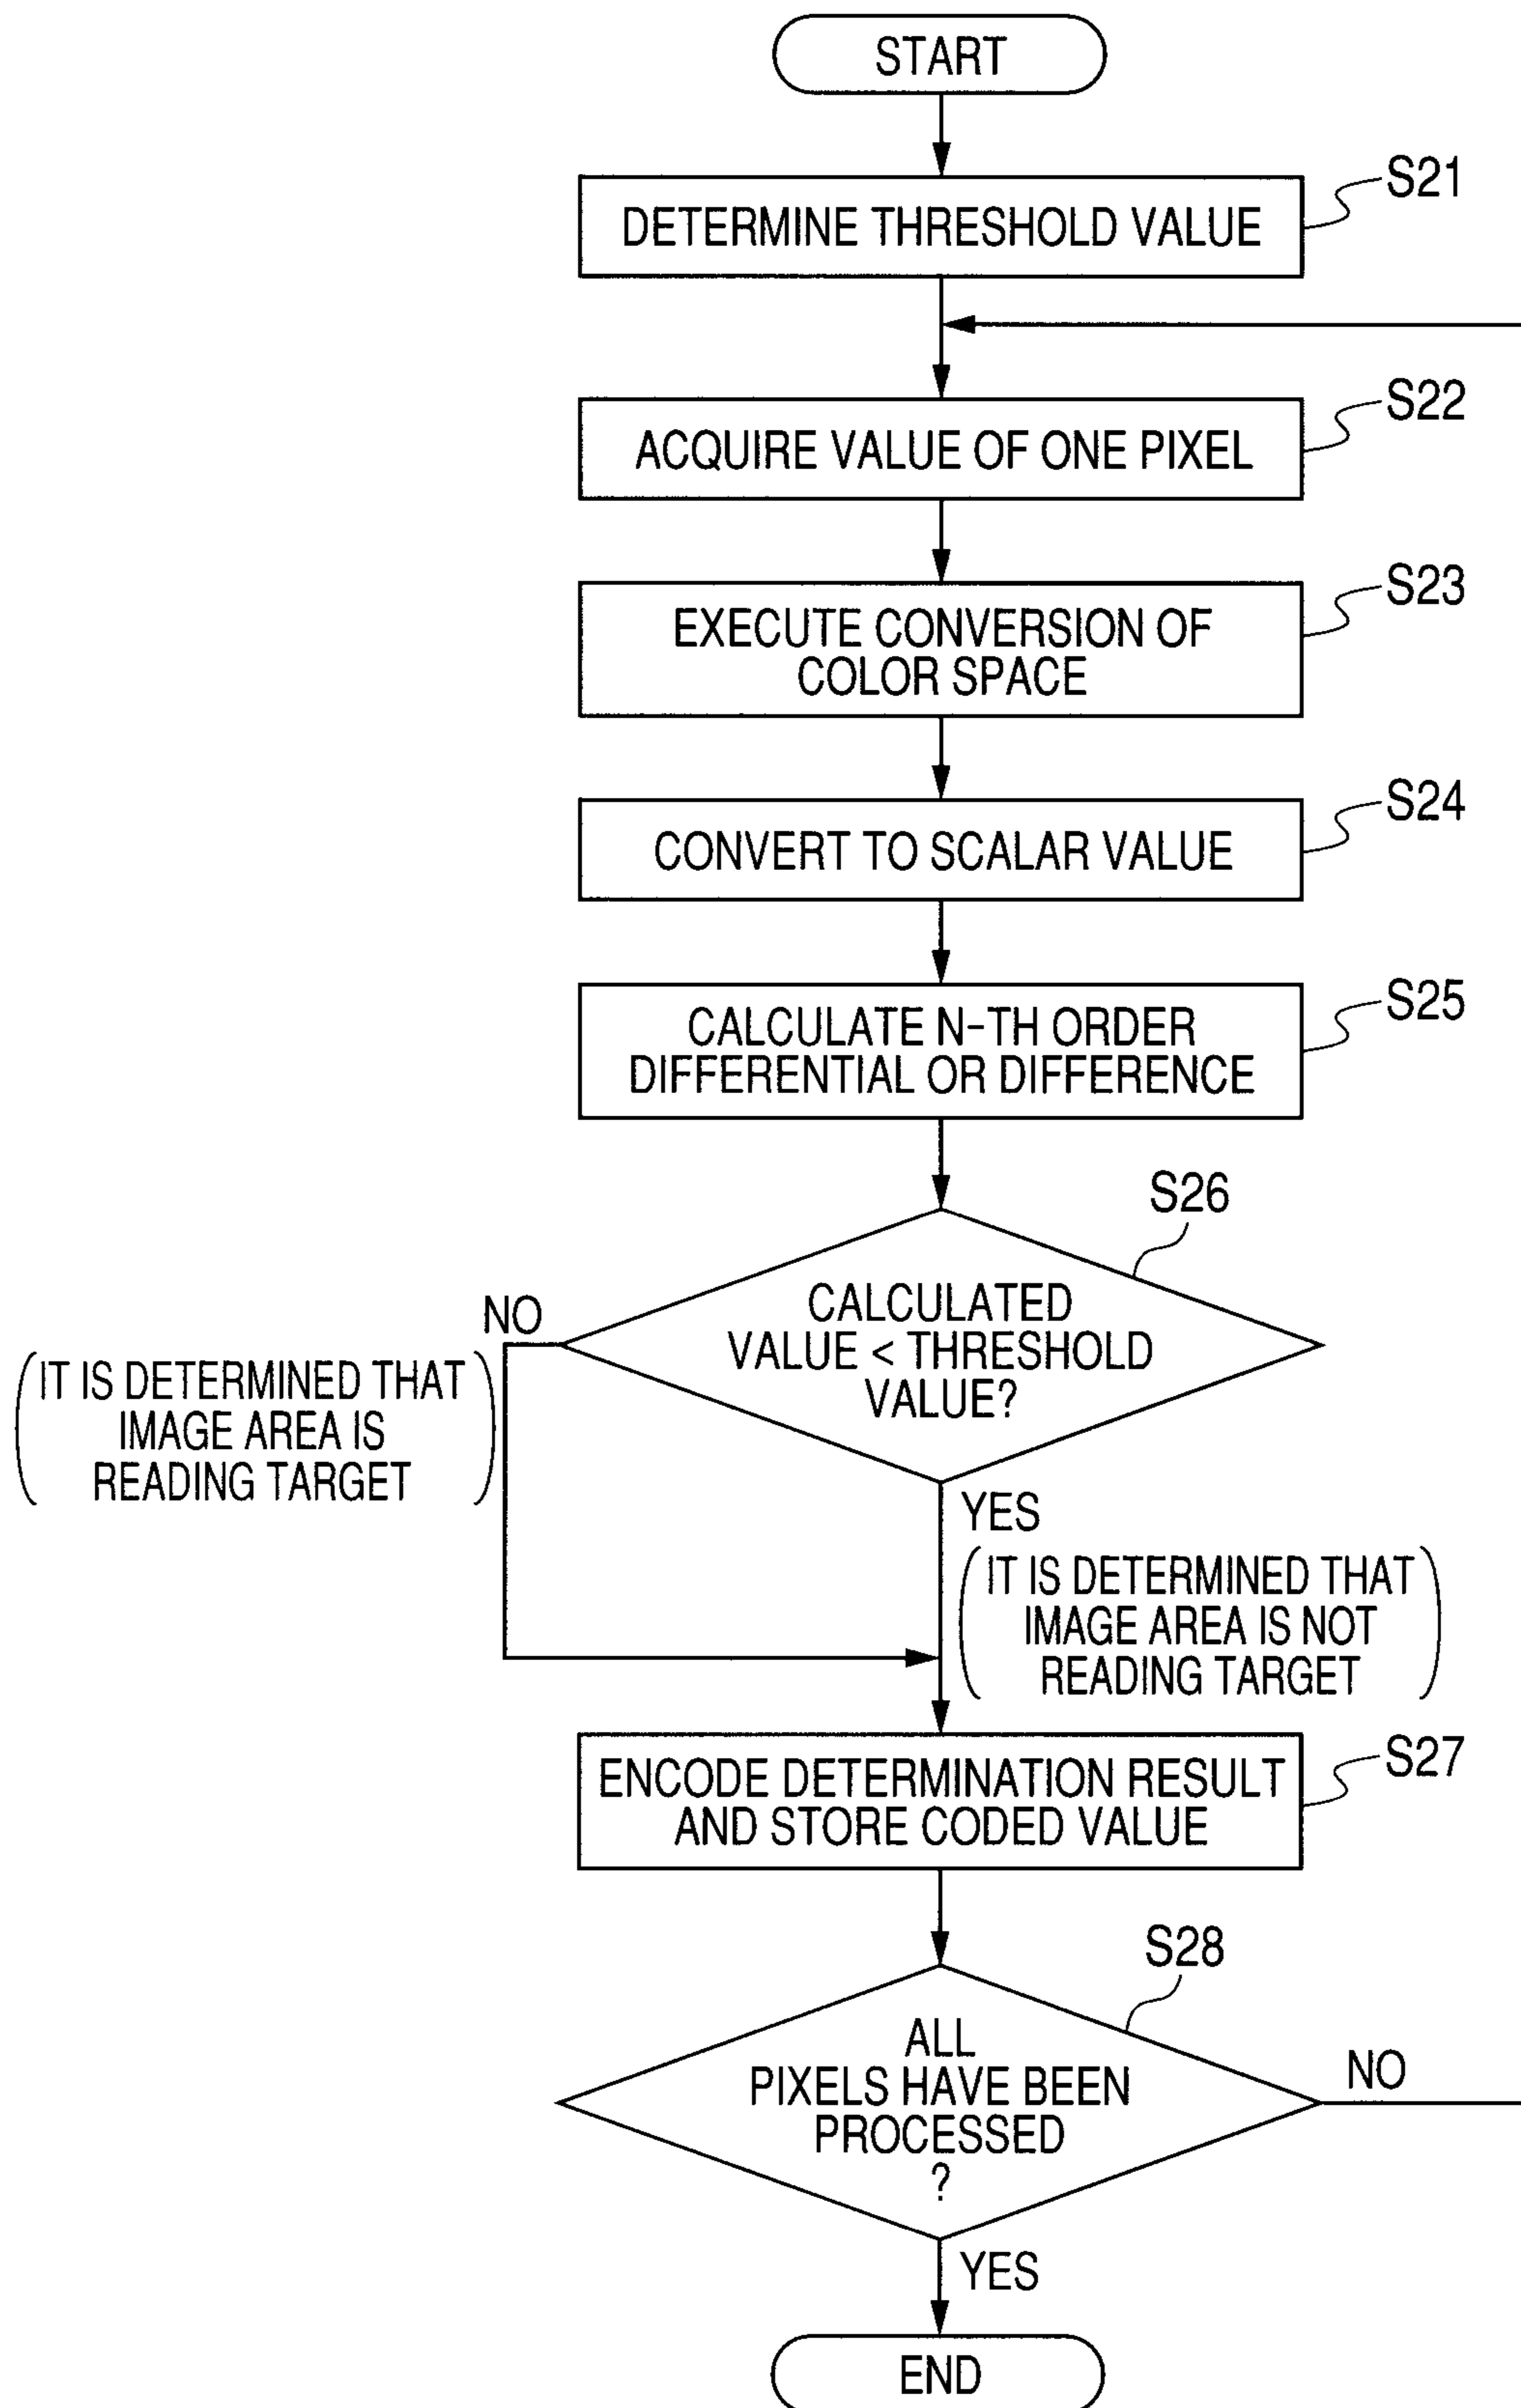 START
S21
DETERMINE THRESHOLD VALUE
S22
ACQUIRE VALUE OF ONE PIXEL
S23
EXECUTE CONVERSION OF
COLOR SPACE
S24
CONVERT TO SCALAR VALUE
S25
CALCULATE N-TH ORDER
DIFFERENTIAL OR DIFFERENCE
S26
CALCULATED
VALUE < THRESHOLD
VALUE?
NO
(IT IS DETERMINED THAT
IMAGE AREA IS
READING TARGET)
YES
(IT IS DETERMINED THAT
IMAGE AREA IS NOT
READING TARGET)
S27
ENCODE DETERMINATION RESULT
AND STORE CODED VALUE
S28
ALL
PIXELS HAVE BEEN
PROCESSED
?
NO
YES
END